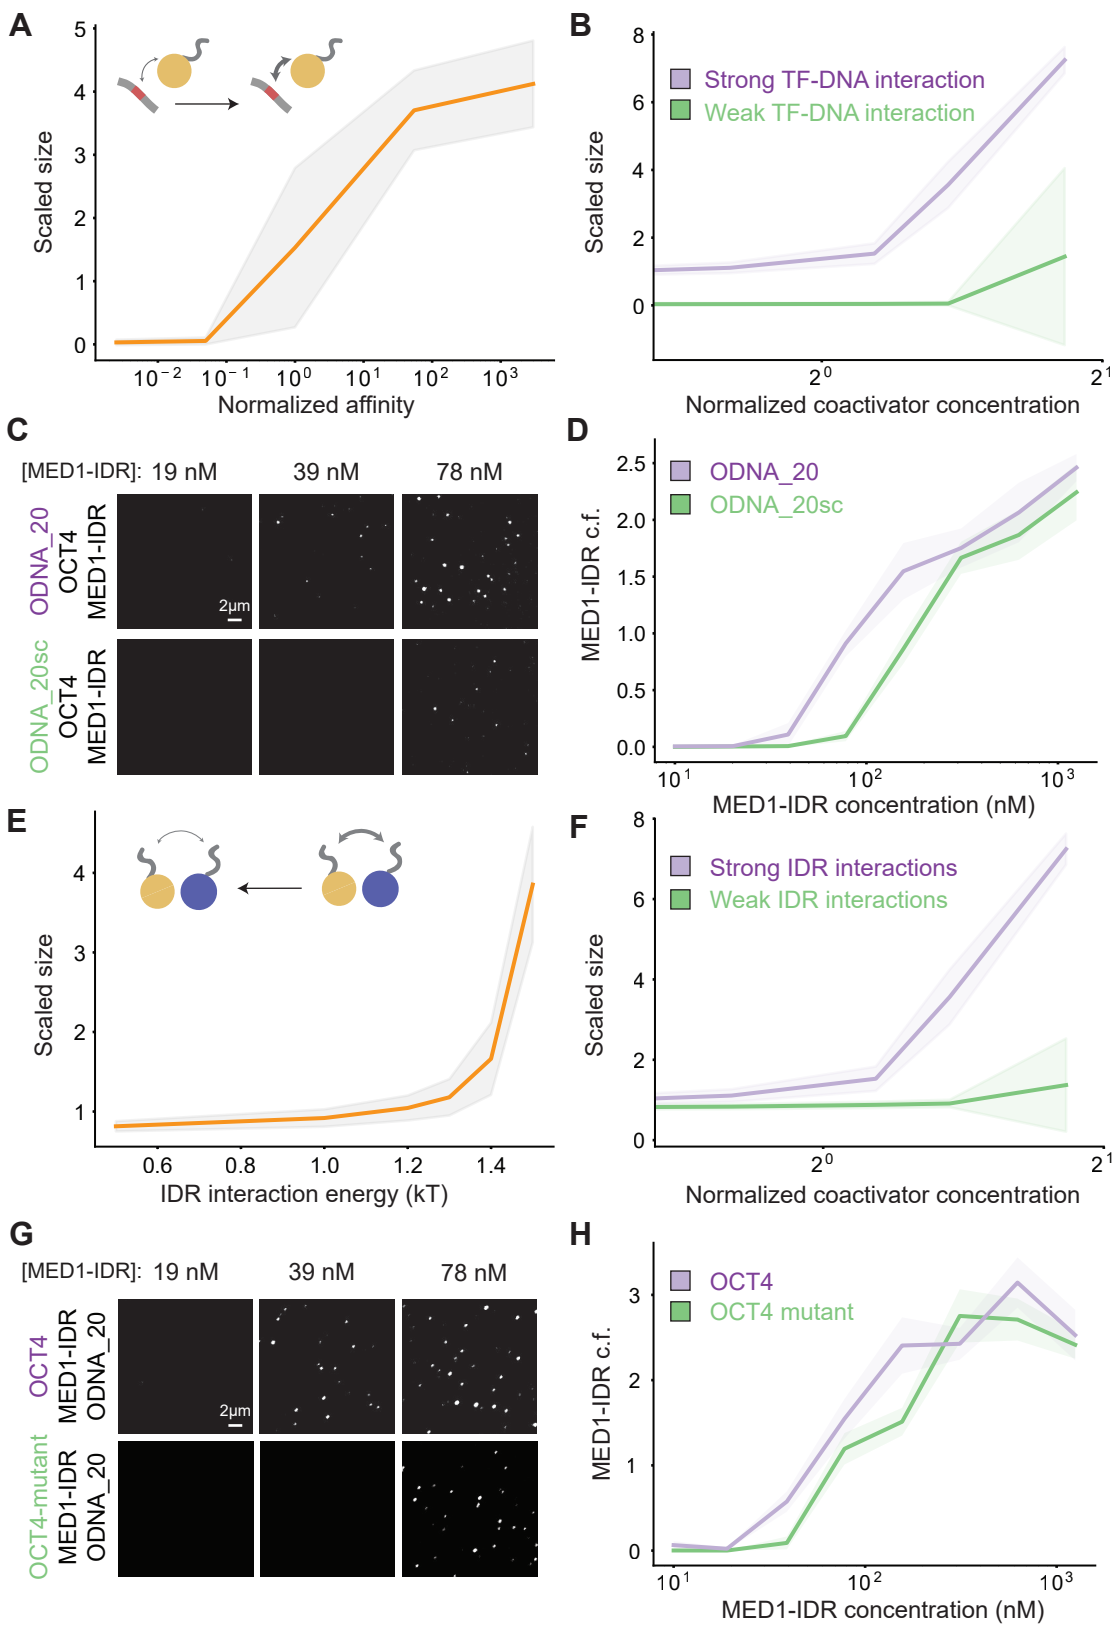 A
5
4
3
2
1
0
Scaled size
10⁻²
10⁻¹
10⁰
10¹
10²
10³
Normalized affinity
B
8
6
4
2
0
Scaled size
Strong TF-DNA interaction
Weak TF-DNA interaction
2⁰
2¹
Normalized coactivator concentration
C
[MED1-IDR]: 19 nM 39 nM 78 nM
ODNA_20
OCT4
MED1-IDR
2μm
ODNA_20sc
OCT4
MED1-IDR
D
2.5
2.0
1.5
1.0
0.5
0.0
MED1-IDR c.f.
ODNA_20
ODNA_20sc
10¹
10²
10³
MED1-IDR concentration (nM)
E
4
3
2
1
Scaled size
0.6
0.8
1.0
1.2
1.4
IDR interaction energy (kT)
F
8
6
4
2
0
Scaled size
Strong IDR interactions
Weak IDR interactions
2⁰
2¹
Normalized coactivator concentration
G
[MED1-IDR]: 19 nM 39 nM 78 nM
OCT4
MED1-IDR
ODNA_20
2μm
OCT4-mutant
MED1-IDR
ODNA_20
H
3
2
1
0
MED1-IDR c.f.
OCT4
OCT4 mutant
10¹
10²
10³
MED1-IDR concentration (nM)